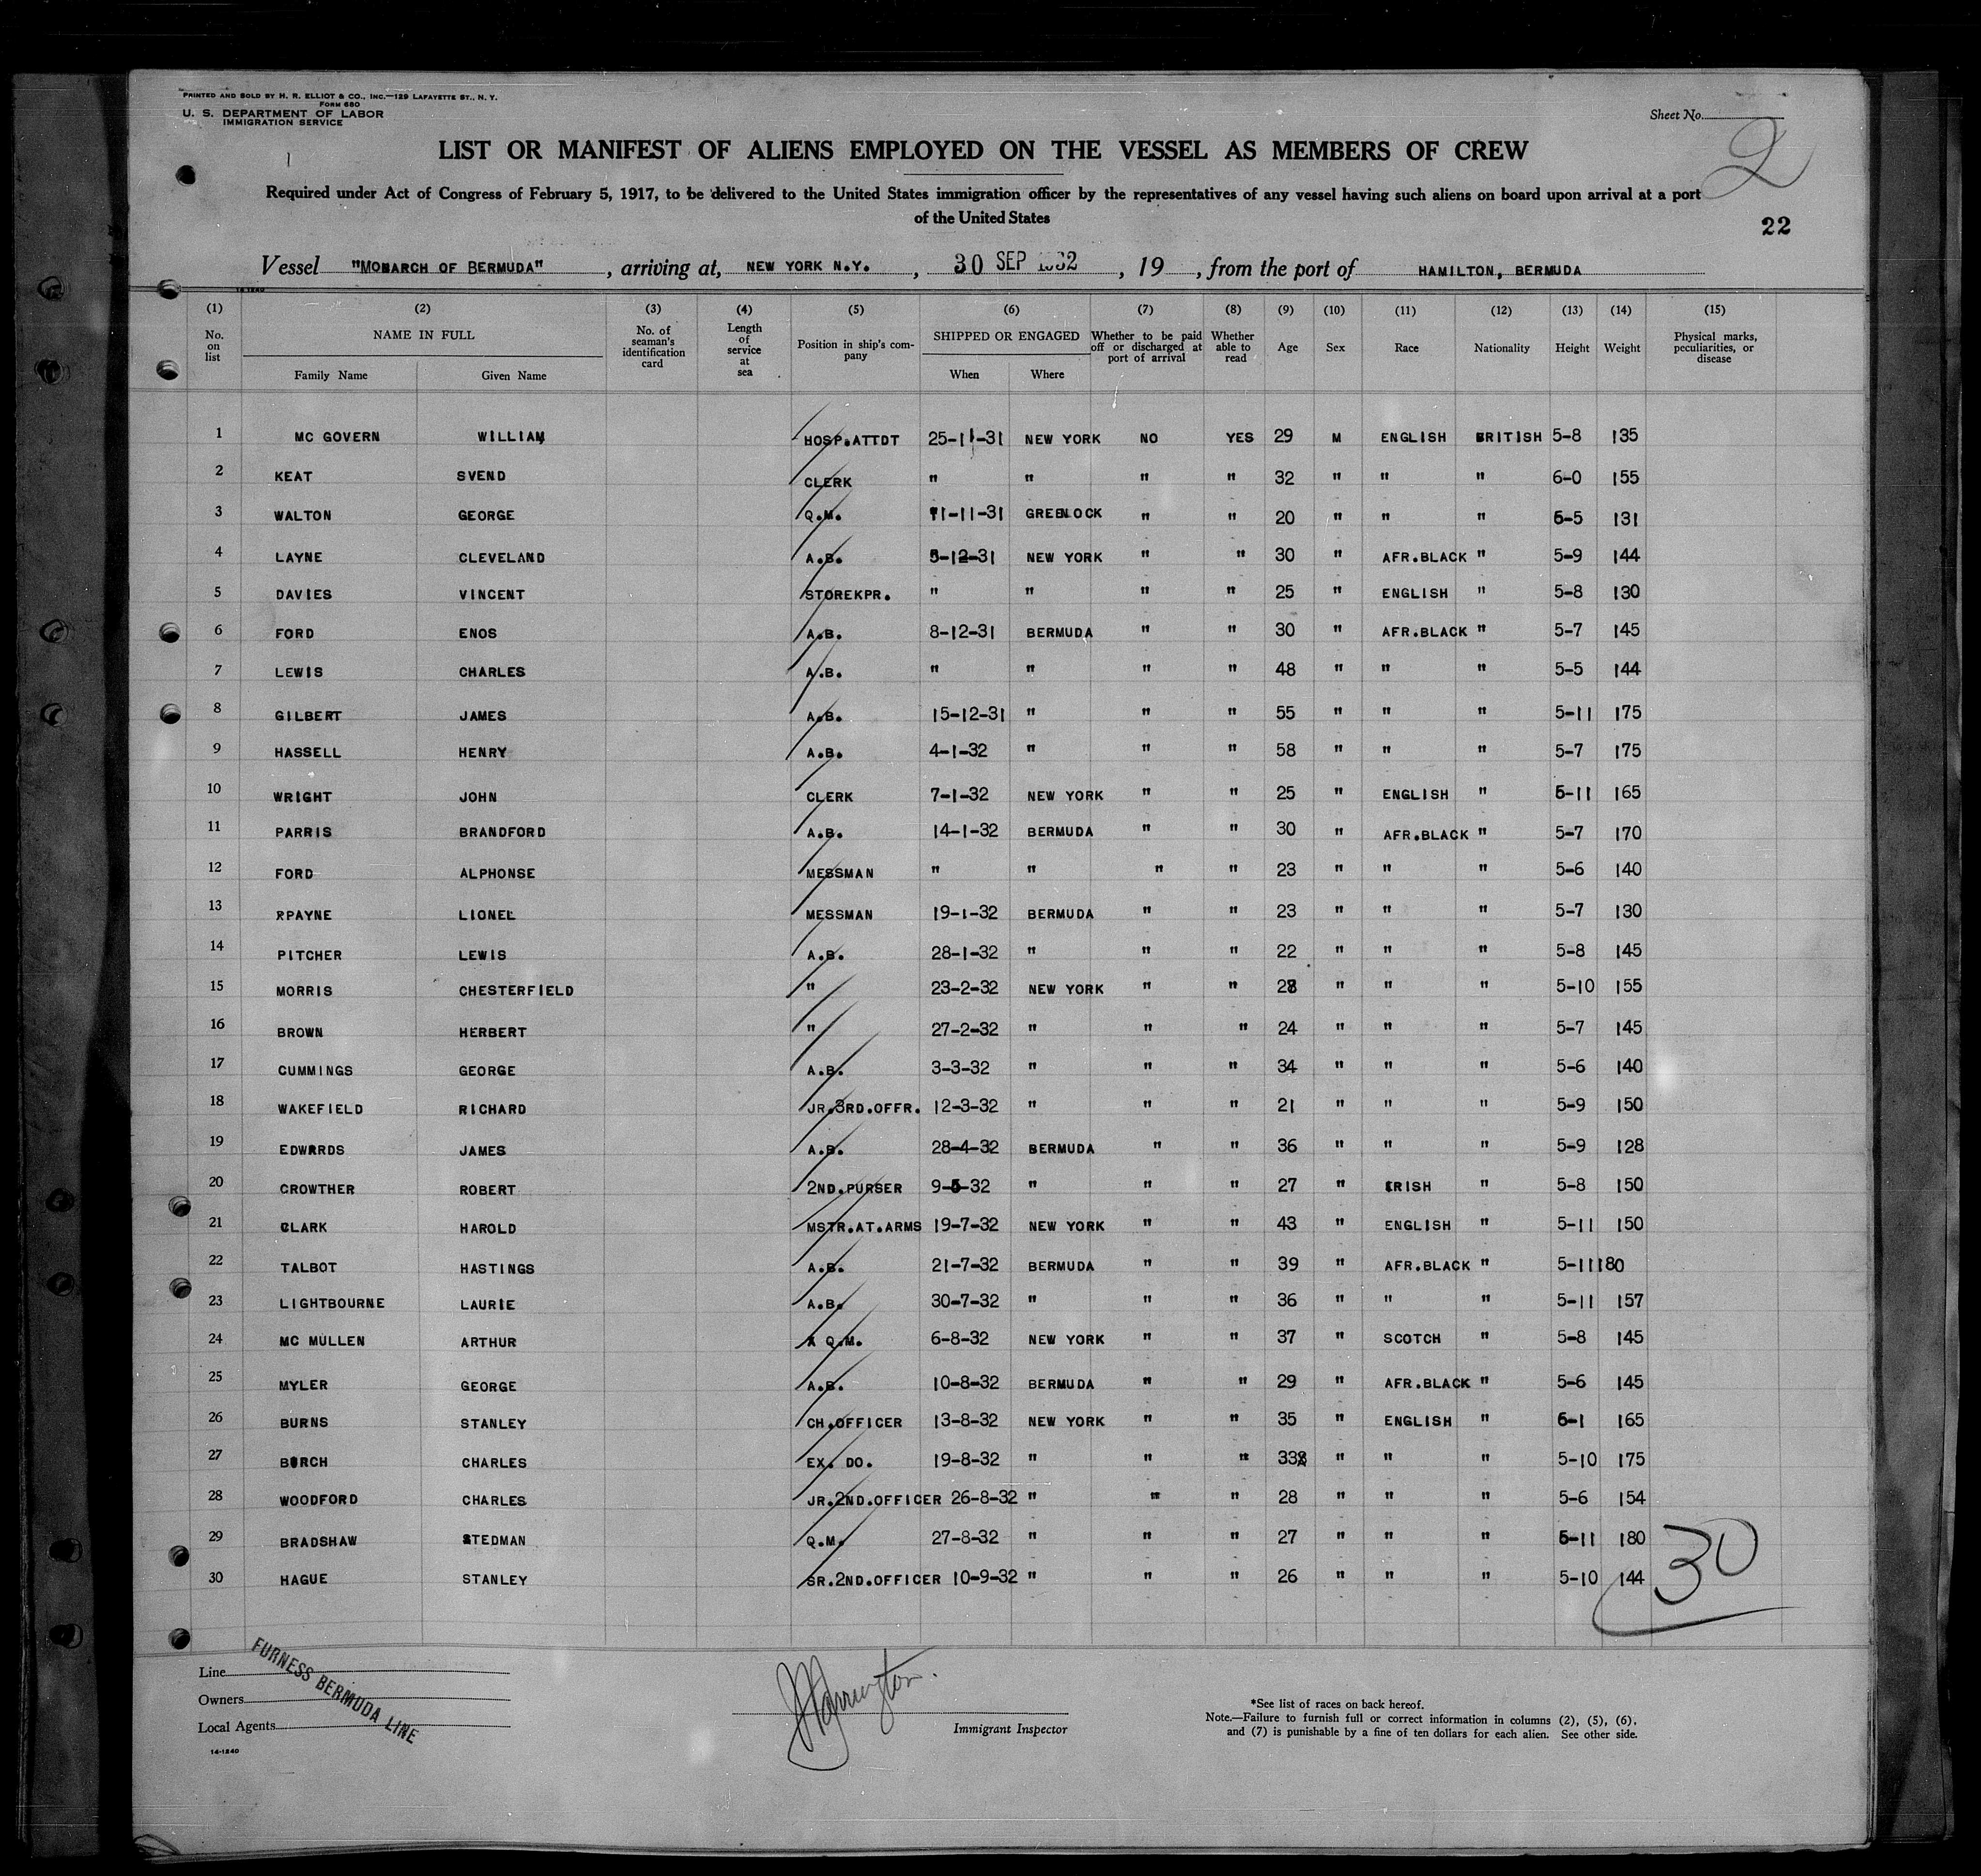 PRINTED AND SOLD BY H. R. ELLIOT & CO., INC.—129 LAFAYETTE ST., N. Y.
FORM 680
U. S. DEPARTMENT OF LABOR
IMMIGRATION SERVICE
Sheet No. 2
LIST OR MANIFEST OF ALIENS EMPLOYED ON THE VESSEL AS MEMBERS OF CREW
Required under Act of Congress of February 5, 1917, to be delivered to the United States immigration officer by the representatives of any vessel having such aliens on board upon arrival at a port
of the United States
22
Vessel "MONARCH OF BERMUDA", arriving at, NEW YORK N.Y., 30 SEP 1932, 19 , from the port of HAMILTON, BERMUDA
(1) (2) (3) (4) (5) (6) (7) (8) (9) (10) (11) (12) (13) (14) (15)
No. on list NAME IN FULL Family Name Given Name No. of seaman's identification card Length of service at sea Position in ship's company SHIPPED OR ENGAGED When Where Whether to be paid off or discharged at port of arrival Whether able to read Age Sex Race Nationality Height Weight Physical marks, peculiarities, or disease
1 MC GOVERN WILLIAM HOSP.ATTDT 25-11-31 NEW YORK NO YES 29 M ENGLISH BRITISH 5-8 135
2 KEAT SVEND CLERK " " " " 32 " " " 6-0 155
3 WALTON GEORGE Q.M. 11-11-31 GREENOCK " " 20 " " " 5-5 131
4 LAYNE CLEVELAND A.B. 5-12-31 NEW YORK " " 30 " AFR.BLACK " 5-9 144
5 DAVIES VINCENT STOREKPR. " " " " 25 " ENGLISH " 5-8 130
6 FORD ENOS A.B. 8-12-31 BERMUDA " " 30 " AFR.BLACK " 5-7 145
7 LEWIS CHARLES A.B. " " " " 48 " " " 5-5 144
8 GILBERT JAMES A.B. 15-12-31 " " " 55 " " " 5-11 175
9 HASSELL HENRY A.B. 4-1-32 " " " 58 " " " 5-7 175
10 WRIGHT JOHN CLERK 7-1-32 NEW YORK " " 25 " ENGLISH " 5-11 165
11 PARRIS BRANDFORD A.B. 14-1-32 BERMUDA " " 30 " AFR.BLACK " 5-7 170
12 FORD ALPHONSE MESSMAN " " " " 23 " " " 5-6 140
13 PAYNE LIONEL MESSMAN 19-1-32 BERMUDA " " 23 " " " 5-7 130
14 PITCHER LEWIS A.B. 28-1-32 " " " 22 " " " 5-8 145
15 MORRIS CHESTERFIELD " 23-2-32 NEW YORK " " " " " 5-10 155
16 BROWN HERBERT " 27-2-32 " " " 24 " " " 5-7 145
17 CUMMINGS GEORGE A.B. 3-3-32 " " " 34 " " " 5-6 140
18 WAKEFIELD RICHARD JR.3RD.OFFR. 12-3-32 " " " 21 " " " 5-9 150
19 EDWARDS JAMES A.B. 28-4-32 BERMUDA " " 36 " " " 5-9 128
20 CROWTHER ROBERT 2ND.PURSER 9-5-32 " " " 27 " IRISH " 5-8 150
21 CLARK HAROLD MSTR.AT.ARMS 19-7-32 NEW YORK " " 43 " ENGLISH " 5-11 150
22 TALBOT HASTINGS A.B. 21-7-32 BERMUDA " " 39 " AFR.BLACK " 5-11 180
23 LIGHTBOURNE LAURIE A.B. 30-7-32 " " " 36 " " " 5-11 157
24 MC MULLEN ARTHUR Q.M. 6-8-32 NEW YORK " " 37 " SCOTCH " 5-8 145
25 MYLER GEORGE A.B. 10-8-32 BERMUDA " " 29 " AFR.BLACK " 5-6 145
26 BURNS STANLEY CH.OFFICER 13-8-32 NEW YORK " " 35 " ENGLISH " 6-1 165
27 CHARLES EX. DO. 19-8-32 " " " 33 " " " 5-10 175
28 WOODFORD CHARLES JR.2ND.OFFICER 26-8-32 " " " 28 " " " 5-6 154
29 BRADSHAW STEDMAN Q.M. 27-8-32 " " " 27 " " " 5-11 180
30 HAGUE STANLEY SR.2ND.OFFICER 10-9-32 " " " 26 " " " 5-10 144
30
Line
Owners
Local Agents
FURNESS BERMUDA LINE
14-1240
Immigrant Inspector
*See list of races on back hereof.
Note.—Failure to furnish full or correct information in columns (2), (5), (6),
and (7) is punishable by a fine of ten dollars for each alien. See other side.